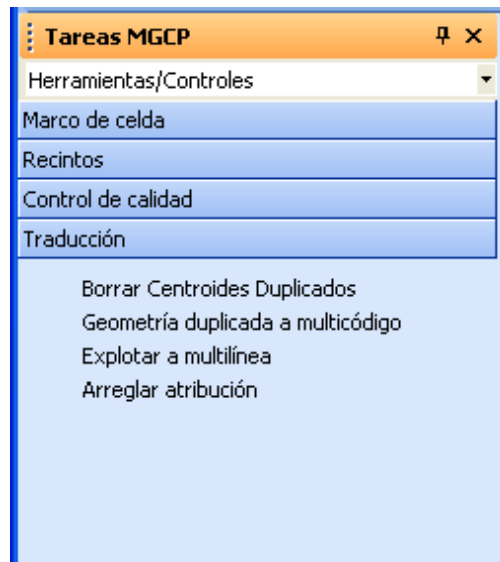 Tareas MGCP
Herramientas/Controles
Marco de celda
Recintos
Control de calidad
Traducción
Borrar Centroides Duplicados
Geometría duplicada a multicódigo
Explotar a multilínea
Arreglar atribución